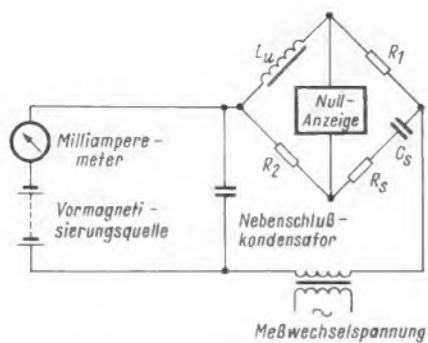 Lu
R1
Null-
Anzeige
Milliampere-
meter
R2
Cs
Rs
Vormagneti-
sierungsquelle
Nebenschluß-
kondensator
Meßwechselspannung